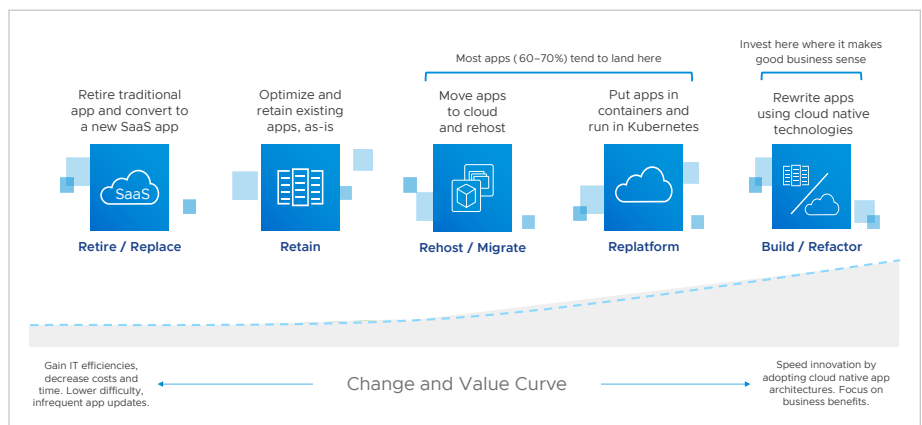 Most apps (60–70%) tend to land here
Invest here where it makes
good business sense
Retire traditional
app and convert to
a new SaaS app
Optimize and
retain existing
apps, as-is
Move apps
to cloud
and rehost
Put apps in
containers and
run in Kubernetes
Rewrite apps
using cloud native
technologies
SaaS
Retire / Replace
Retain
Rehost / Migrate
Replatform
Build / Refactor
Gain IT efficiencies,
decrease costs and
time. Lower difficulty,
infrequent app updates.
Change and Value Curve
Speed innovation by
adopting cloud native app
architectures. Focus on
business benefits.